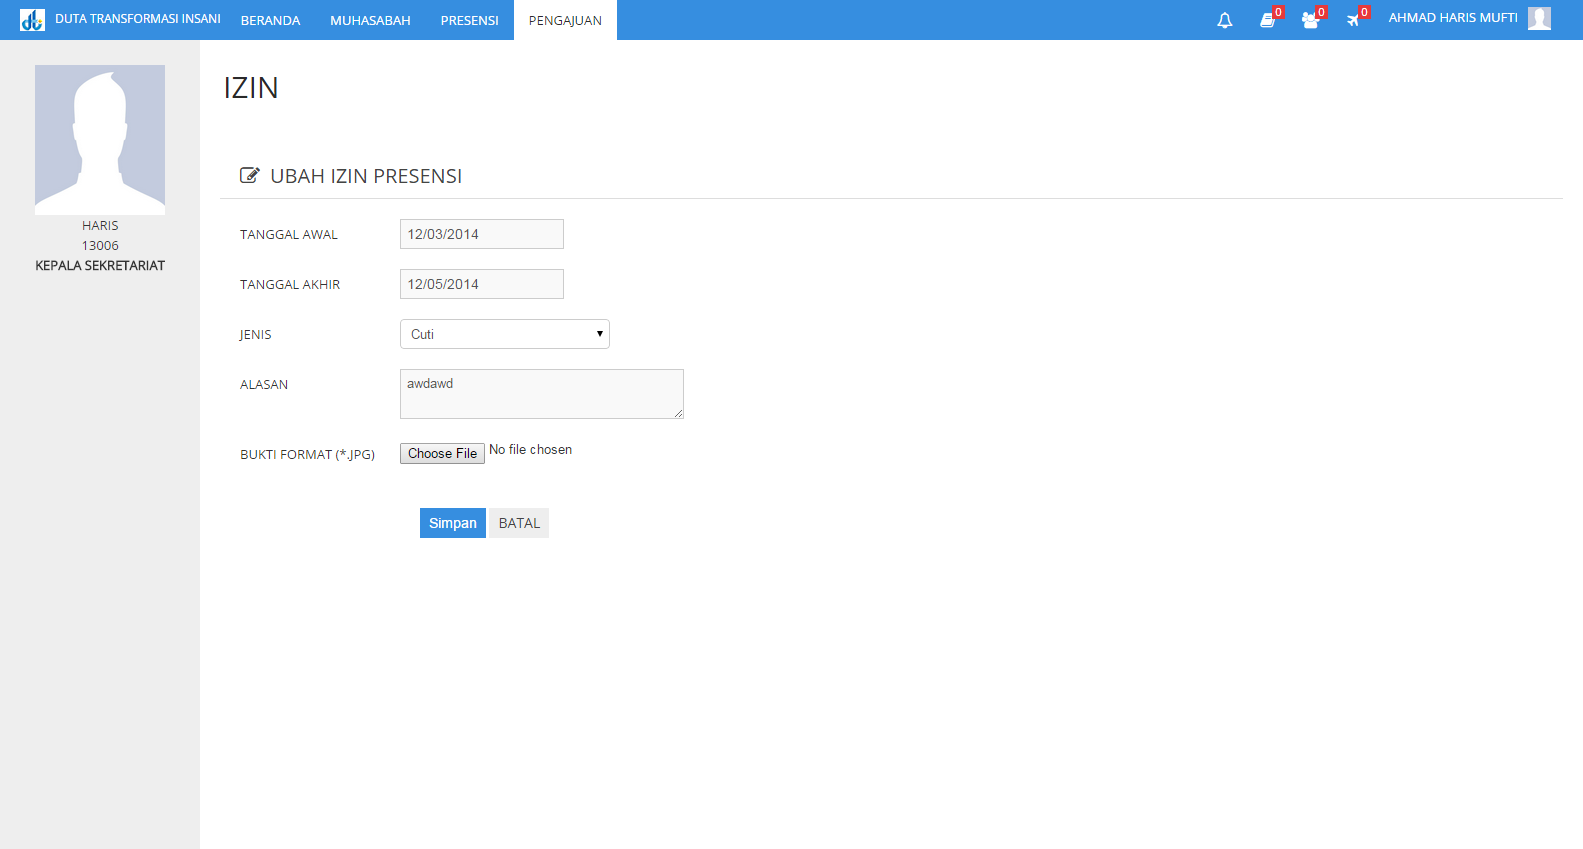 DUTA TRANSFORMASI INSANI BERANDA MUHASABAH PRESENSI PENGAJUAN 0 0 0 AHMAD HARIS MUFTI
HARIS
13006
KEPALA SEKRETARIAT
IZIN
UBAH IZIN PRESENSI
TANGGAL AWAL 12/03/2014
TANGGAL AKHIR 12/05/2014
JENIS Cuti
ALASAN awdawd
BUKTI FORMAT (*.JPG) Choose File No file chosen
Simpan BATAL